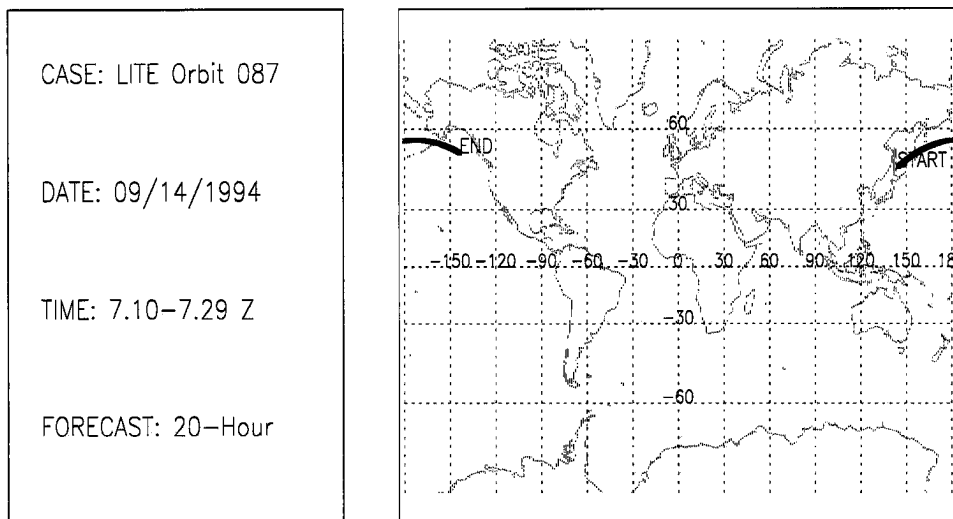 CASE: LITE Orbit 087
DATE: 09/14/1994
TIME: 7.10-7.29 Z
FORECAST: 20-Hour
60
END
START
30
-150 -120 -90 -60 -30 0 30 60 90 120 150 18
-30
-60